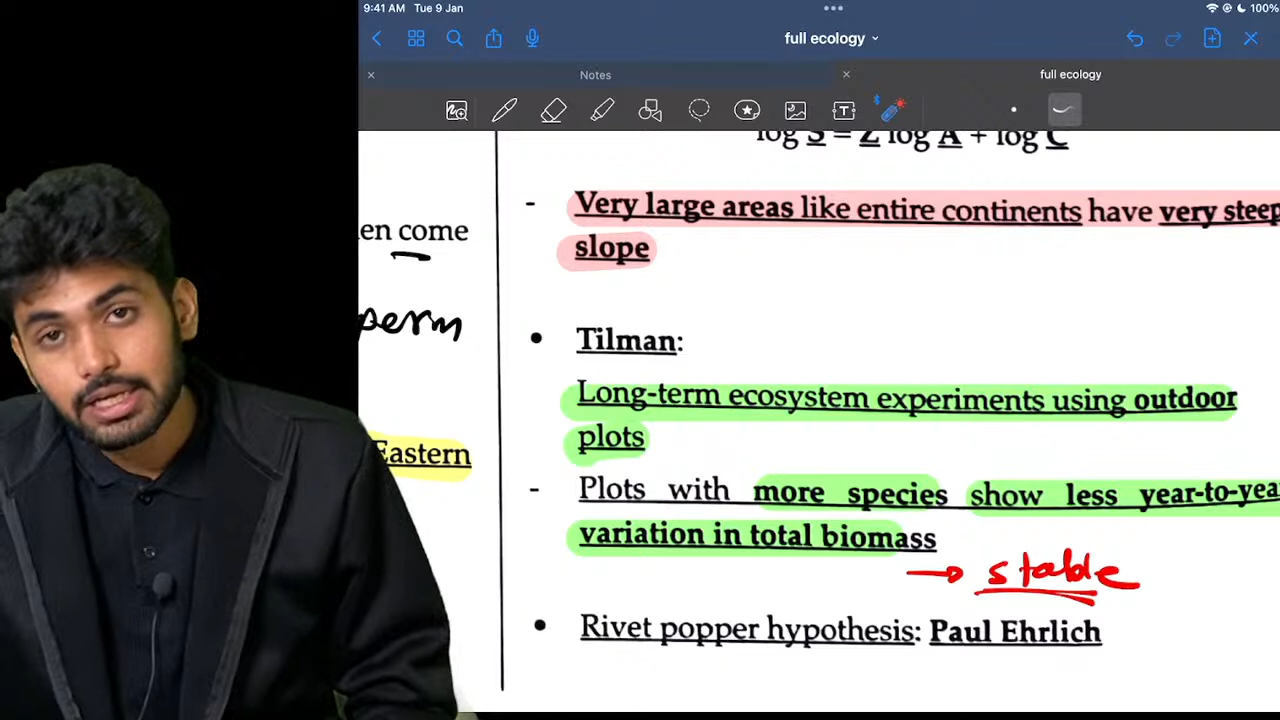 9:41 AM Tue 9 Jan
100%
full ecology
Notes
full ecology
log S = Z log A + log C
- Very large areas like entire continents have very steep
slope
en come
perm
Eastern
• Tilman:
Long-term ecosystem experiments using outdoor
plots
- Plots with more species show less year-to-year
variation in total biomass
→ stable
• Rivet popper hypothesis: Paul Ehrlich